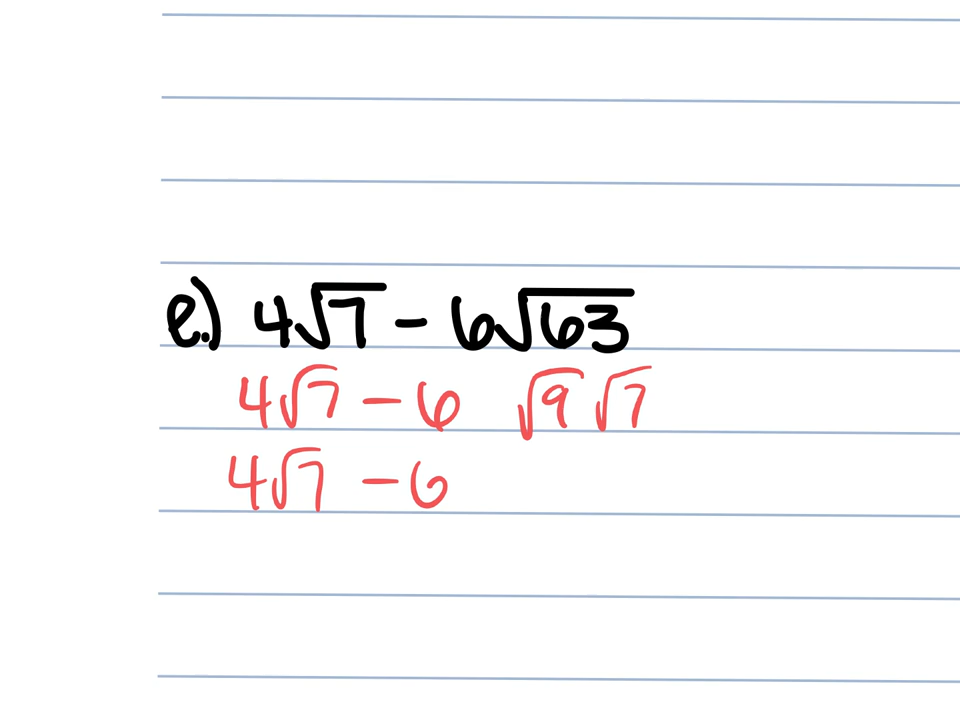 e.) 4√7 - 6√63
4√7 - 6 √9 √7
4√7 - 6